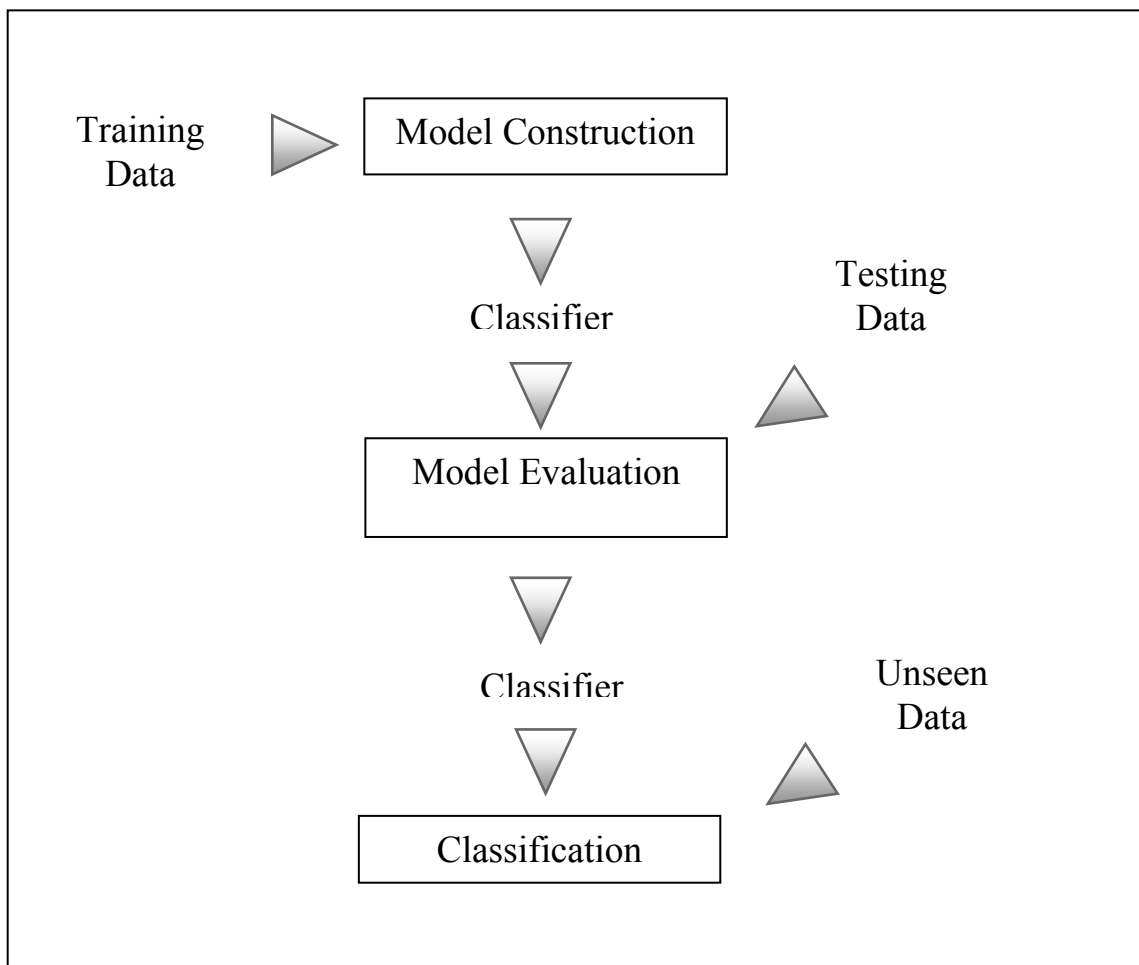 Training
Data
Model Construction
Classifier
Testing
Data
Model Evaluation
Classifier
Unseen
Data
Classification